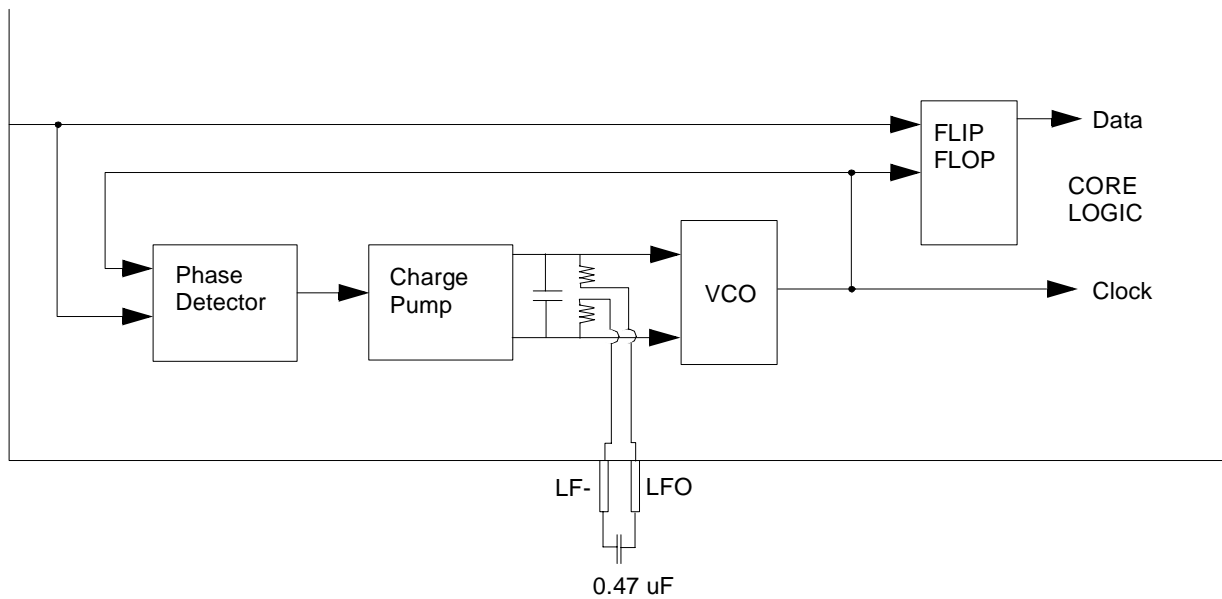 FLIP
FLOP
Data
CORE
LOGIC
Phase
Detector
Charge
Pump
VCO
Clock
LF-
LFO
0.47 uF